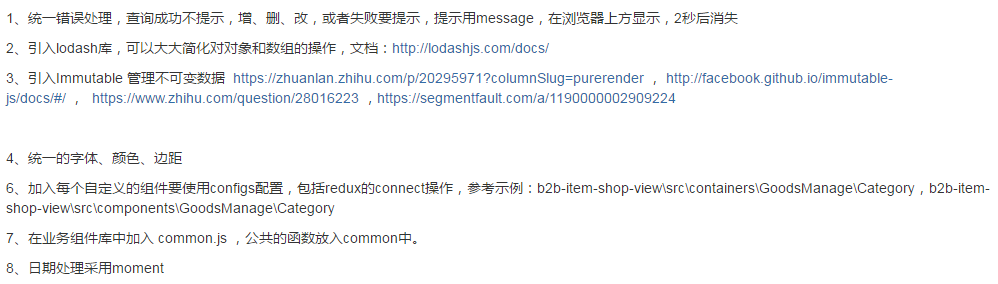 1、统一错误处理，查询成功不提示，增、删、改，或者失败要提示，提示用message，在浏览器上方显示，2秒后消失
2、引入lodash库，可以大大简化对对象和数组的操作，文档：http://lodashjs.com/docs/
3、引入Immutable 管理不可变数据 https://zhuanlan.zhihu.com/p/20295971?columnSlug=purerender ， http://facebook.github.io/immutable-
js/docs/#/ ， https://www.zhihu.com/question/28016223 ，https://segmentfault.com/a/1190000002909224
4、统一的字体、颜色、边距
6、加入每个自定义的组件要使用configs配置，包括redux的connect操作，参考示例：b2b-item-shop-view\src\containers\GoodsManage\Category，b2b-item-
shop-view\src\components\GoodsManage\Category
7、在业务组件库中加入 common.js ，公共的函数放入common中。
8、日期处理采用moment